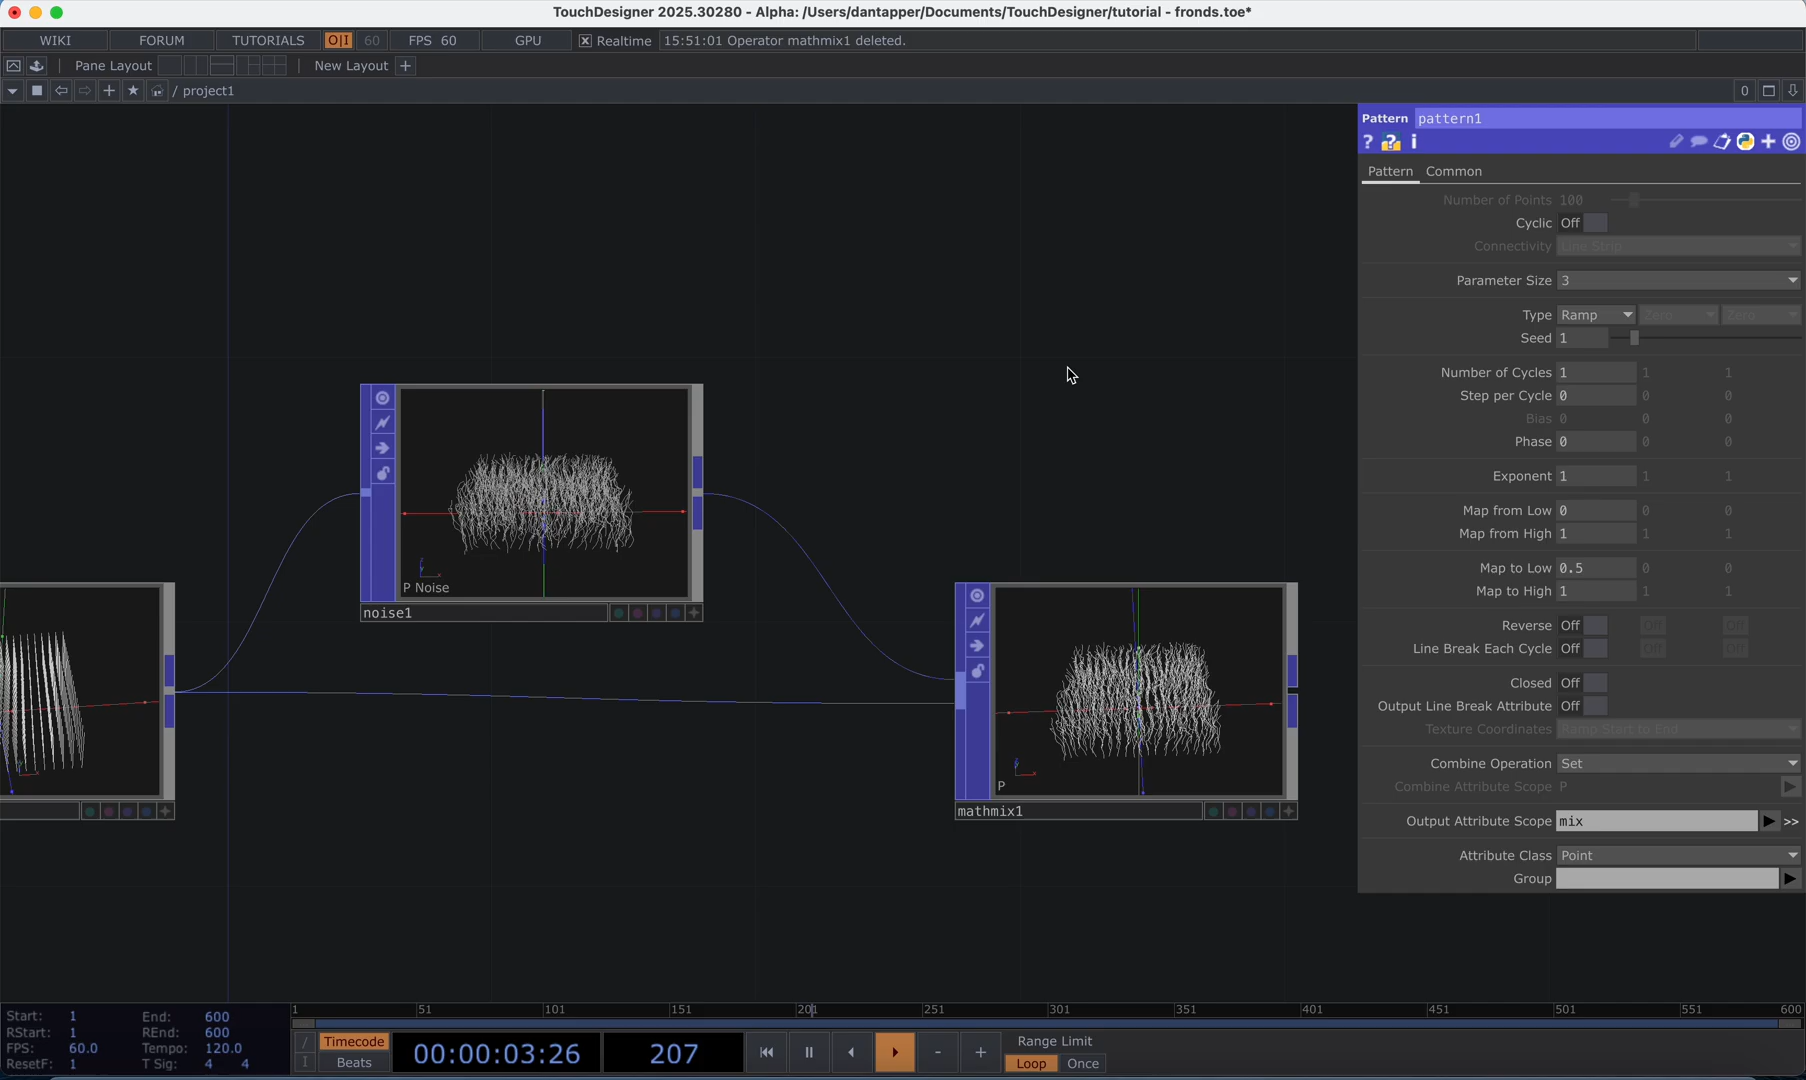 TouchDesigner 2025.30280 - Alpha: /Users/dantapper/Documents/TouchDesigner/tutorial - fronds.toe*
WIKI FORUM TUTORIALS O|I 60 FPS 60 GPU Realtime 15:51:01 Operator mathmix1 deleted.
Pane Layout New Layout +
/ project1 0
Pattern pattern1
? ? i
Pattern Common
Number of Points 100
Cyclic Off
Connectivity Line Strip
Parameter Size 3
Type Ramp Zero Zero
Seed 1
Number of Cycles 1 1 1
Step per Cycle 0 0 0
Bias 0 0 0
Phase 0 0 0
Exponent 1 1 1
Map from Low 0 0 0
Map from High 1 1 1
Map to Low 0.5 0 0
Map to High 1 1 1
Reverse Off Off Off
Line Break Each Cycle Off Off Off
Closed Off
Output Line Break Attribute Off
Texture Coordinates Ramp Start to End
Combine Operation Set
Combine Attribute Scope P
Output Attribute Scope mix >>
Attribute Class Point
Group
P Noise
noise1
P
mathmix1
1 51 101 151 201 251 301 351 401 451 501 551 600
Start: 1 End: 600
RStart: 1 REnd: 600
FPS: 60.0 Tempo: 120.0
ResetF: 1 T Sig: 4 4
/ Timecode
I Beats
00:00:03:26 207 - +
Range Limit
Loop Once